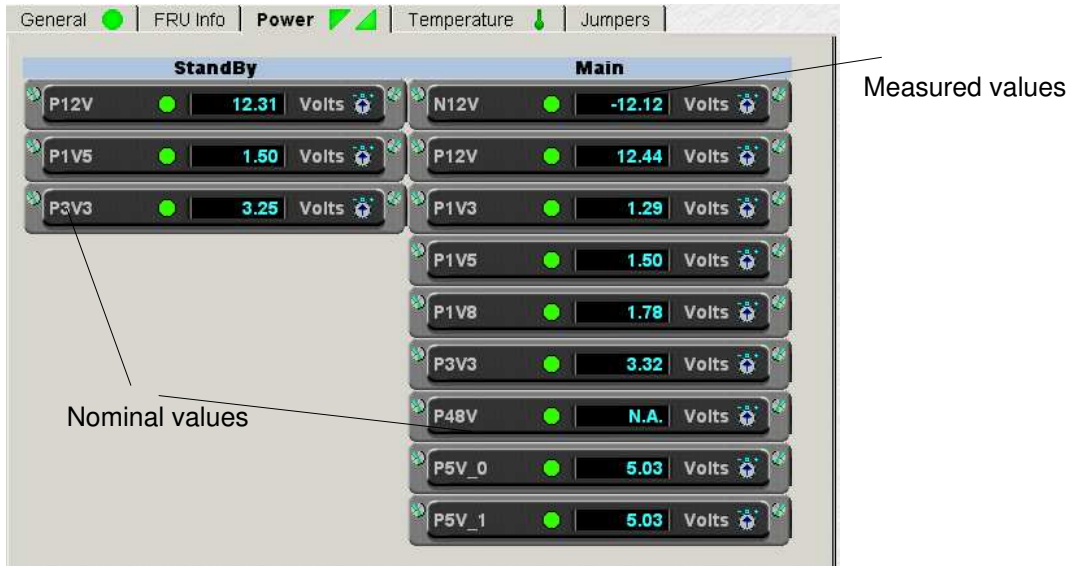 General FRU Info Power Temperature Jumpers
StandBy
P12V 12.31 Volts
P1V5 1.50 Volts
P3V3 3.25 Volts
Main
N12V -12.12 Volts
P12V 12.44 Volts
P1V3 1.29 Volts
P1V5 1.50 Volts
P1V8 1.78 Volts
P3V3 3.32 Volts
P48V N.A. Volts
P5V_0 5.03 Volts
P5V_1 5.03 Volts
Measured values
Nominal values